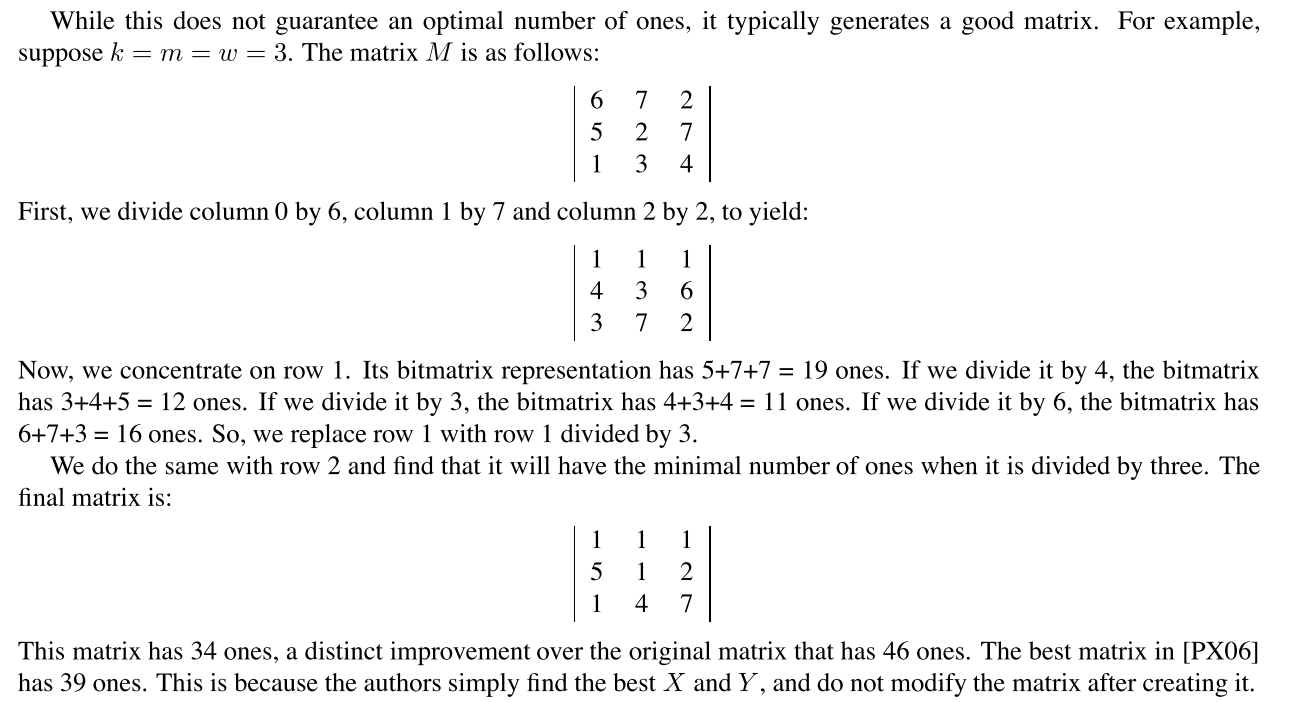 While this does not guarantee an optimal number of ones, it typically generates a good matrix. For example,
suppose k = m = w = 3. The matrix M is as follows:
6 7 2
5 2 7
1 3 4
First, we divide column 0 by 6, column 1 by 7 and column 2 by 2, to yield:
1 1 1
4 3 6
3 7 2
Now, we concentrate on row 1. Its bitmatrix representation has 5+7+7 = 19 ones. If we divide it by 4, the bitmatrix
has 3+4+5 = 12 ones. If we divide it by 3, the bitmatrix has 4+3+4 = 11 ones. If we divide it by 6, the bitmatrix has
6+7+3 = 16 ones. So, we replace row 1 with row 1 divided by 3.
We do the same with row 2 and find that it will have the minimal number of ones when it is divided by three. The
final matrix is:
1 1 1
5 1 2
1 4 7
This matrix has 34 ones, a distinct improvement over the original matrix that has 46 ones. The best matrix in [PX06]
has 39 ones. This is because the authors simply find the best X and Y, and do not modify the matrix after creating it.